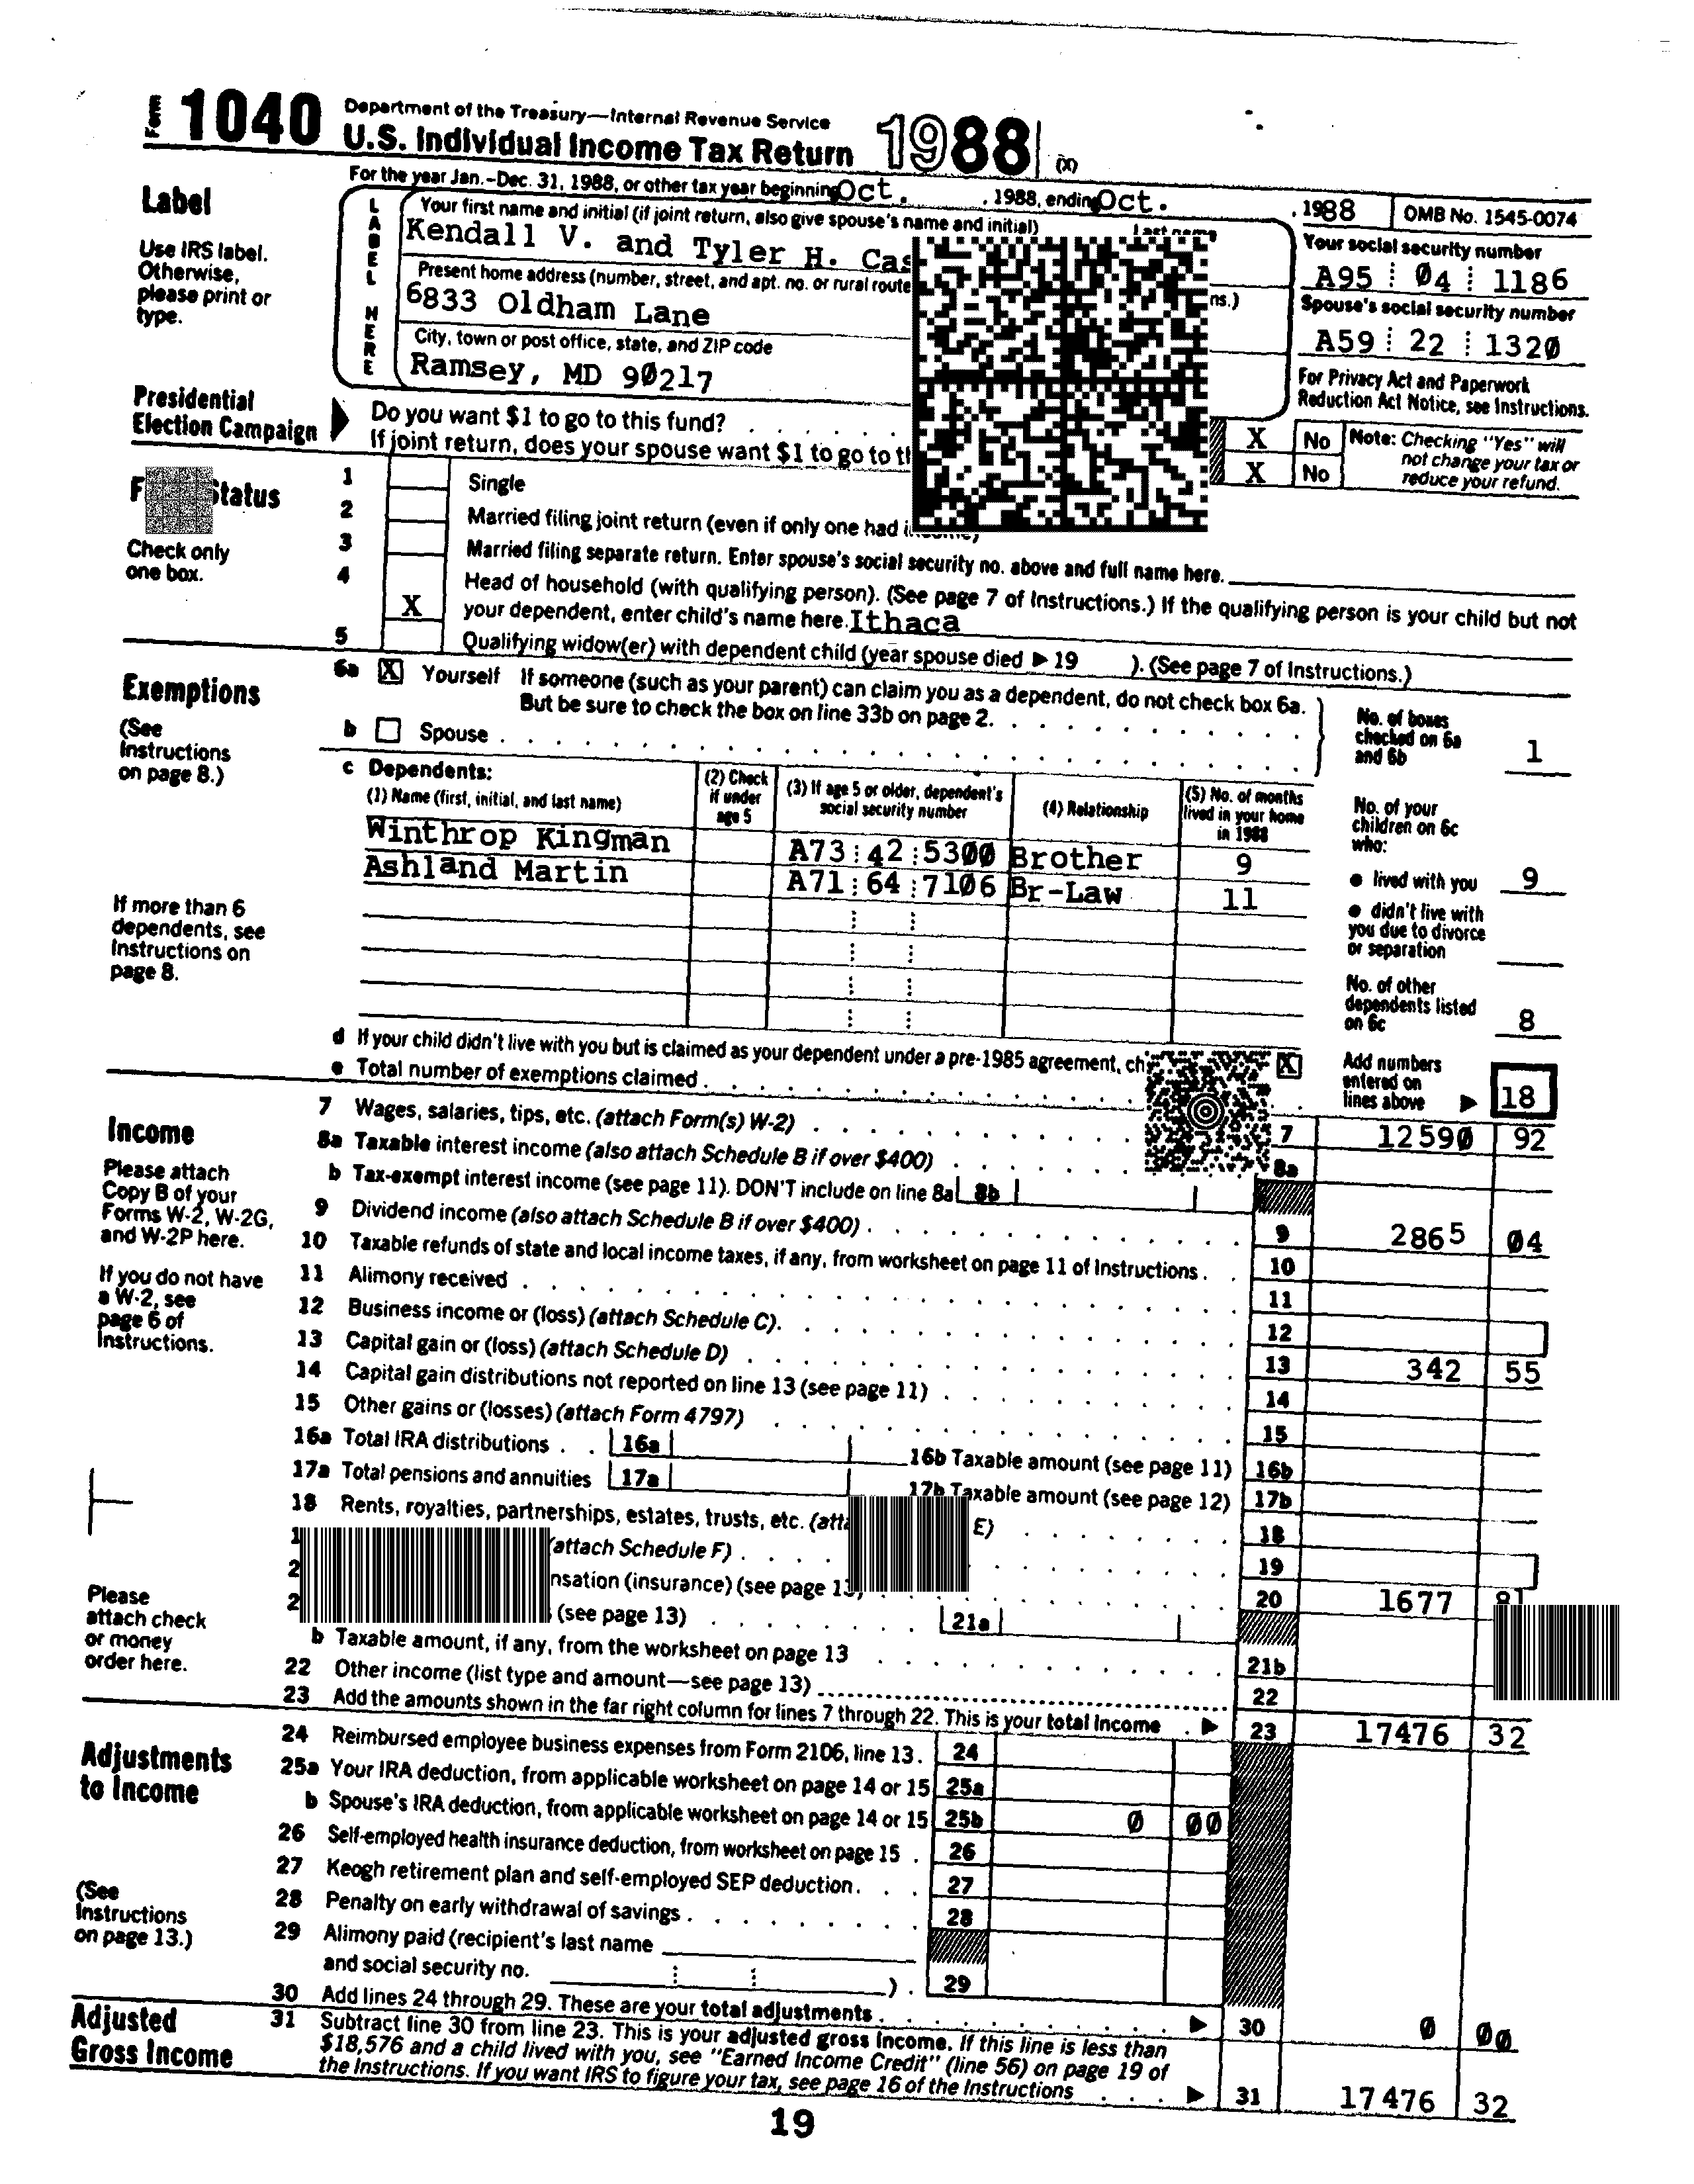 Form 1040 Department of the Treasury—Internal Revenue Service
U.S. Individual Income Tax Return 1988 (X)
For the year Jan.–Dec. 31, 1988, or other tax year beginning Oct. , 1988, ending Oct. , 1988 OMB No. 1545-0074
Label
Use IRS label.
Otherwise,
please print or
type.
LABEL HERE
Your first name and initial (if joint return, also give spouse's name and initial) Last name
Kendall V. and Tyler H.
Your social security number
A95 04 1186
Present home address (number, street, and apt. no. or rural route
6833 Oldham Lane
Spouse's social security number
A59 22 1320
City, town or post office, state, and ZIP code
Ramsey, MD 90217
For Privacy Act and Paperwork
Reduction Act Notice, see Instructions.
Presidential
Election Campaign
Do you want $1 to go to this fund? X No
If joint return, does your spouse want $1 to go to X No
Note: Checking "Yes" will
not change your tax or
reduce your refund.
Status
Check only
one box.
1 Single
2 Married filing joint return (even if only one had
3 Married filing separate return. Enter spouse's social security no. above and full name here.
4 X Head of household (with qualifying person). (See page 7 of Instructions.) If the qualifying person is your child but not
your dependent, enter child's name here. Ithaca
5 Qualifying widow(er) with dependent child (year spouse died ▶ 19 ). (See page 7 of Instructions.)
Exemptions
(See
Instructions
on page 8.)
6a X Yourself If someone (such as your parent) can claim you as a dependent, do not check box 6a.
But be sure to check the box on line 33b on page 2.
b Spouse
No. of boxes
checked on 6a
and 6b 1
c Dependents:
(1) Name (first, initial, and last name)
(2) Check
if under
age 5
(3) If age 5 or older, dependent's
social security number
(4) Relationship
(5) No. of months
lived in your home
in 1988
Winthrop Kingman A73 42 5300 Brother 9
Ashland Martin A71 64 7106 Br-Law 11
If more than 6
dependents, see
Instructions on
page 8.
No. of your
children on 6c
who:
● lived with you 9
● didn't live with
you due to divorce
or separation
No. of other
dependents listed
on 6c 8
d If your child didn't live with you but is claimed as your dependent under a pre-1985 agreement, X
e Total number of exemptions claimed
Add numbers
entered on
lines above ▶ 18
Income
Please attach
Copy B of your
Forms W-2, W-2G,
and W-2P here.
If you do not have
a W-2, see
page 6 of
Instructions.
Please
attach check
or money
order here.
7 Wages, salaries, tips, etc. (attach Form(s) W-2) 7 12590 92
8a Taxable interest income (also attach Schedule B if over $400) 8a
b Tax-exempt interest income (see page 11). DON'T include on line 8a 8b
9 Dividend income (also attach Schedule B if over $400) 9 2865 04
10 Taxable refunds of state and local income taxes, if any, from worksheet on page 11 of Instructions 10
11 Alimony received 11
12 Business income or (loss) (attach Schedule C). 12
13 Capital gain or (loss) (attach Schedule D) 13 342 55
14 Capital gain distributions not reported on line 13 (see page 11) 14
15 Other gains or (losses) (attach Form 4797) 15
16a Total IRA distributions 16a 16b Taxable amount (see page 11) 16b
17a Total pensions and annuities 17a 17b Taxable amount (see page 12) 17b
18 Rents, royalties, partnerships, estates, trusts, etc. E) 18
(attach Schedule F) 19
(insurance) (see page 20 1677 81
(see page 13) 21a
b Taxable amount, if any, from the worksheet on page 13 21b
22 Other income (list type and amount—see page 13) 22
23 Add the amounts shown in the far right column for lines 7 through 22. This is your total income ▶ 23 17476 32
Adjustments
to Income
(See
Instructions
on page 13.)
24 Reimbursed employee business expenses from Form 2106, line 13. 24
25a Your IRA deduction, from applicable worksheet on page 14 or 15 25a
b Spouse's IRA deduction, from applicable worksheet on page 14 or 15 25b 0 00
26 Self-employed health insurance deduction, from worksheet on page 15 26
27 Keogh retirement plan and self-employed SEP deduction. 27
28 Penalty on early withdrawal of savings 28
29 Alimony paid (recipient's last name
and social security no. ) 29
30 Add lines 24 through 29. These are your total adjustments ▶ 30 0 00
Adjusted
Gross Income
31 Subtract line 30 from line 23. This is your adjusted gross income. If this line is less than
$18,576 and a child lived with you, see "Earned Income Credit" (line 56) on page 19 of
the Instructions. If you want IRS to figure your tax, see page 16 of the Instructions ▶ 31 17476 32
19